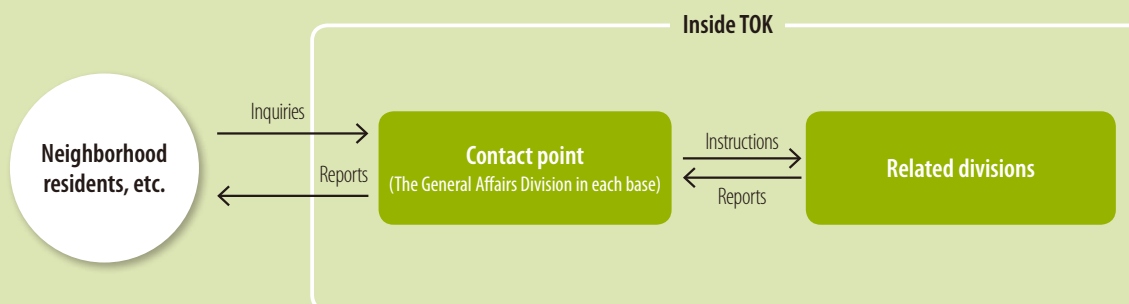 Inside TOK
Inquiries
Neighborhood
residents, etc.
Reports
Contact point
(The General Affairs Division in each base)
Instructions
Reports
Related divisions